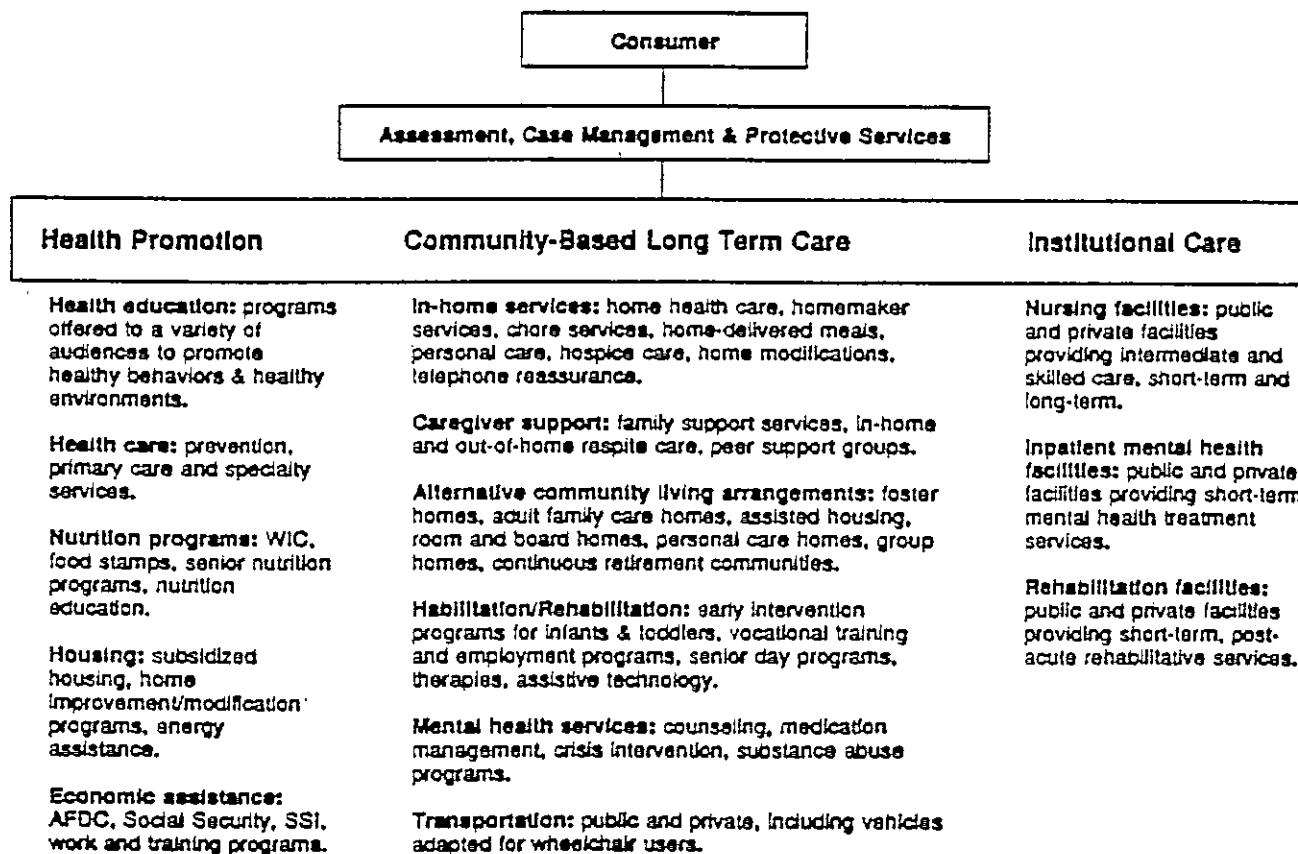 Consumer
Assessment, Case Management & Protective Services
Health Promotion
Community-Based Long Term Care
Institutional Care
Health education: programs
offered to a variety of
audiences to promote
healthy behaviors & healthy
environments.
Health care: prevention,
primary care and specialty
services.
Nutrition programs: WIC,
food stamps, senior nutrition
programs, nutrition
education.
Housing: subsidized
housing, home
improvement/modification
programs, energy
assistance.
Economic assistance:
AFDC, Social Security, SSI,
work and training programs.
In-home services: home health care, homemaker
services, chore services, home-delivered meals,
personal care, hospice care, home modifications,
telephone reassurance.
Caregiver support: family support services, in-home
and out-of-home respite care, peer support groups.
Alternative community living arrangements: foster
homes, adult family care homes, assisted housing,
room and board homes, personal care homes, group
homes, continuous retirement communities.
Habilitation/Rehabilitation: early intervention
programs for infants & toddlers, vocational training
and employment programs, senior day programs,
therapies, assistive technology.
Mental health services: counseling, medication
management, crisis intervention, substance abuse
programs.
Transportation: public and private, including vehicles
adapted for wheelchair users.
Nursing facilities: public
and private facilities
providing intermediate and
skilled care, short-term and
long-term.
Inpatient mental health
facilities: public and private
facilities providing short-term
mental health treatment
services.
Rehabilitation facilities:
public and private facilities
providing short-term, post-
acute rehabilitative services.